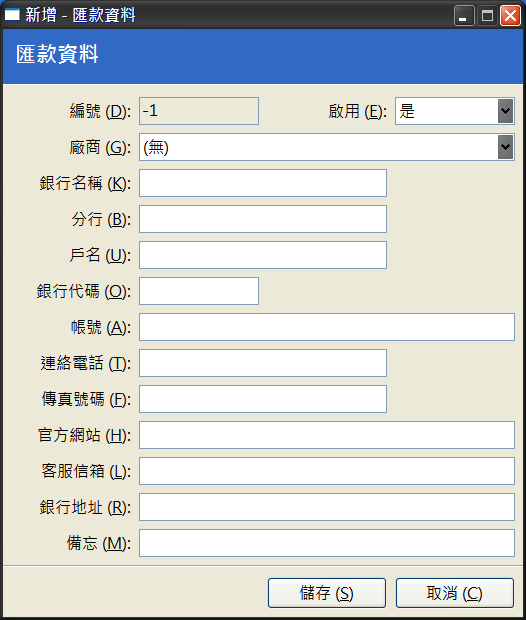 新增 - 匯款資料
匯款資料
編號 (D): -1 啟用 (E): 是
廠商 (G): (無)
銀行名稱 (K):
分行 (B):
戶名 (U):
銀行代碼 (O):
帳號 (A):
連絡電話 (T):
傳真號碼 (F):
官方網站 (H):
客服信箱 (L):
銀行地址 (R):
備忘 (M):
儲存 (S) 取消 (C)